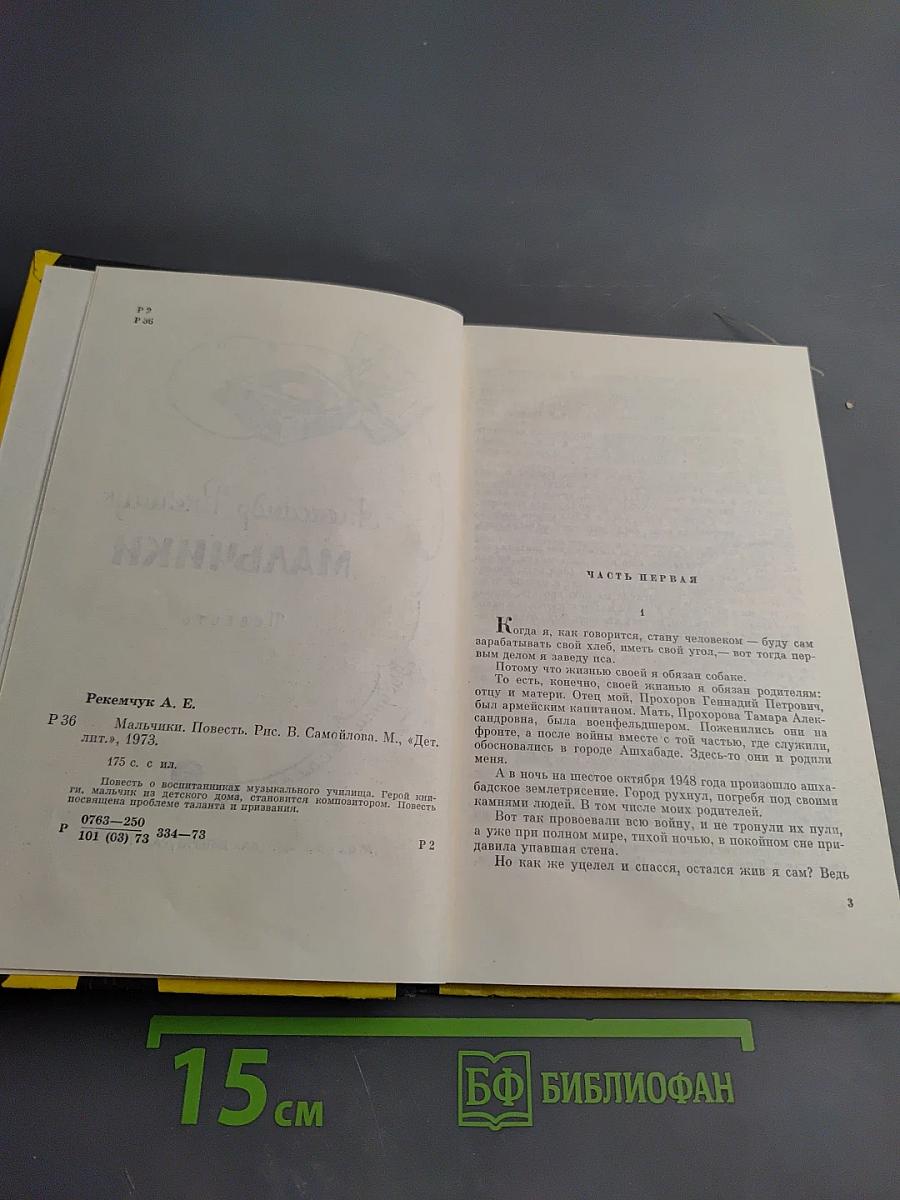 Р 2
Р 36
Рекемчук А. Е.
Р 36 Мальчики. Повесть. Рис. В. Самойлова. М., «Дет.
лит.», 1973.
175 с. с ил.
Повесть о воспитанниках музыкального училища. Герой кни-
ги, мальчик из детского дома, становится композитором. Повесть
посвящена проблеме таланта и призвания.
Р 0763—250
101 (03) 73 334—73
Р 2
ЧАСТЬ ПЕРВАЯ
1
Когда я, как говорится, стану человеком — буду сам
зарабатывать свой хлеб, иметь свой угол,— вот тогда пер-
вым делом я заведу пса.
Потому что жизнью своей я обязан собаке.
То есть, конечно, своей жизнью я обязан родителям:
отцу и матери. Отец мой, Прохоров Геннадий Петрович,
был армейским капитаном. Мать, Прохорова Тамара Алек-
сандровна, была военфельдшером. Поженились они на
фронте, а после войны вместе с той частью, где служили,
обосновались в городе Ашхабаде. Здесь-то они и родили
меня.
А в ночь на шестое октября 1948 года произошло ашха-
бадское землетрясение. Город рухнул, погребя под своими
камнями людей. В том числе моих родителей.
Вот так провоевали всю войну, и не тронули их пули,
а уже при полном мире, тихой ночью, в покойном сне при-
давила упавшая стена.
Но как же уцелел и спасся, остался жив я сам? Ведь
3
15 см
БФ БИБЛИОФАН